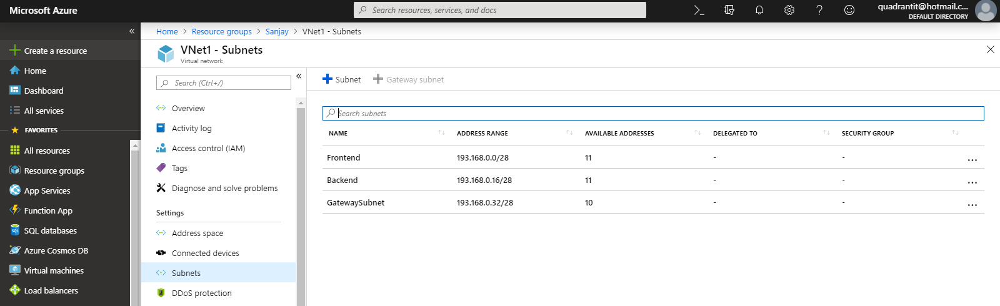 Microsoft Azure
Search resources, services, and docs
quadrantit@hotmail.c...
DEFAULT DIRECTORY
«
Create a resource
Home
Dashboard
All services
FAVORITES
All resources
Resource groups
App Services
Function App
SQL databases
Azure Cosmos DB
Virtual machines
Load balancers
Home > Resource groups > Sanjay > VNet1 - Subnets
VNet1 - Subnets
Virtual network
Search (Ctrl+/)
«
Overview
Activity log
Access control (IAM)
Tags
Diagnose and solve problems
Settings
Address space
Connected devices
Subnets
DDoS protection
+ Subnet + Gateway subnet
Search subnets
NAME ADDRESS RANGE AVAILABLE ADDRESSES DELEGATED TO SECURITY GROUP
Frontend 193.168.0.0/28 11 - - ...
Backend 193.168.0.16/28 11 - - ...
GatewaySubnet 193.168.0.32/28 10 - - ...